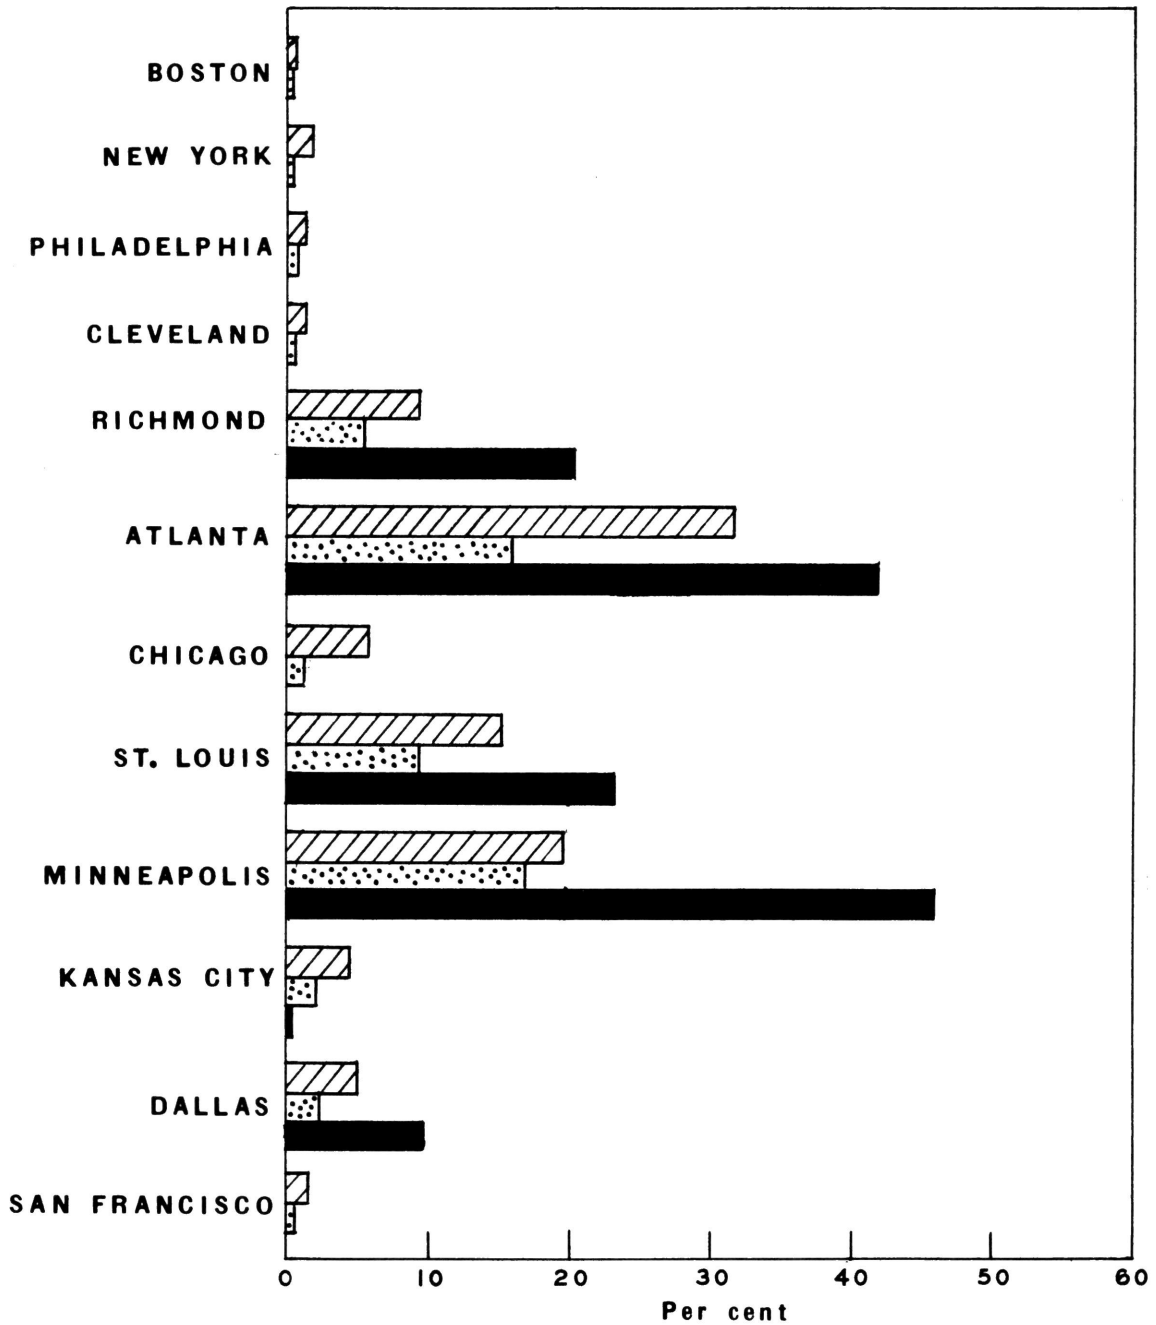 BOSTON
NEW YORK
PHILADELPHIA
CLEVELAND
RICHMOND
ATLANTA
CHICAGO
ST. LOUIS
MINNEAPOLIS
KANSAS CITY
DALLAS
SAN FRANCISCO
0 10 20 30 40 50 60
Per cent